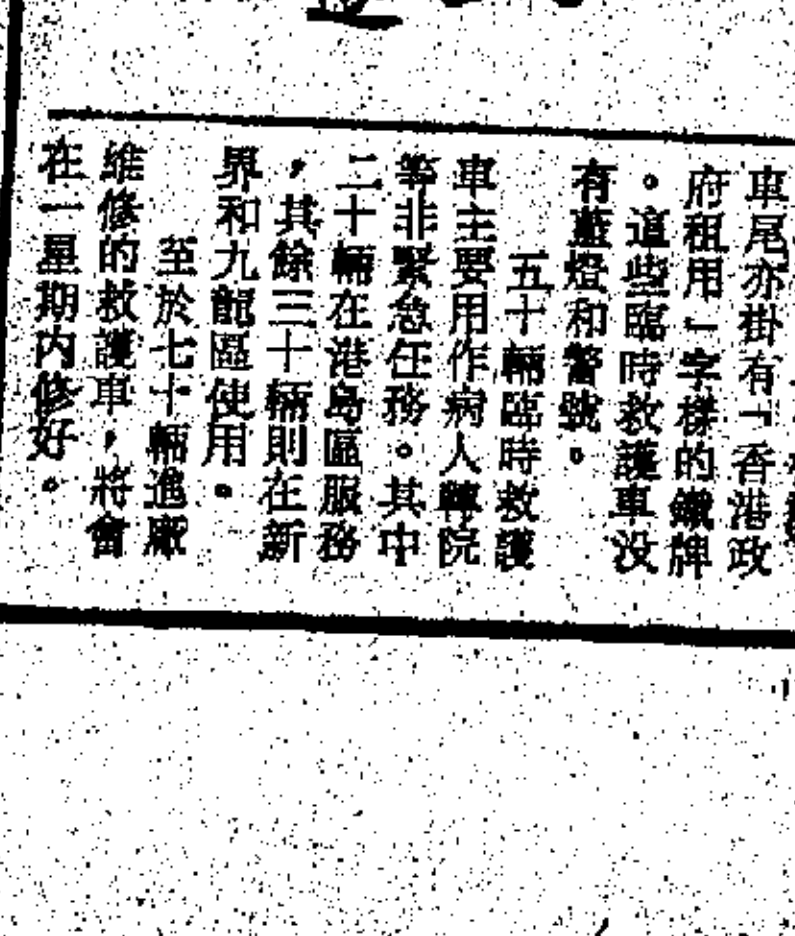 車尾亦掛有「香港政
府租用」字樣的鐵牌
。這些臨時救護車没
有藍燈和警號。
五十輛臨時救護
車主要用作病人轉院
等非緊急任務。其中
二十輛在港島區服務
，其餘三十輛則在新
界和九龍區使用。
至於七十輛進廠
維修的救護車，將會
在一星期内修好。